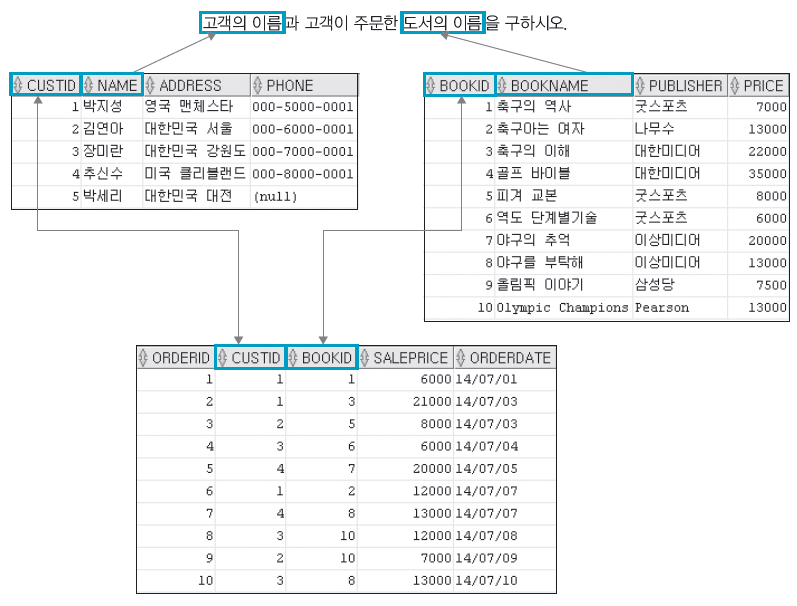 고객의 이름과 고객이 주문한 도서의 이름을 구하시오.
CUSTID NAME ADDRESS PHONE
1 박지성 영국 맨체스타 000-5000-0001
2 김연아 대한민국 서울 000-6000-0001
3 장미란 대한민국 강원도 000-7000-0001
4 추신수 미국 클리블랜드 000-8000-0001
5 박세리 대한민국 대전 (null)
BOOKID BOOKNAME PUBLISHER PRICE
1 축구의 역사 굿스포츠 7000
2 축구아는 여자 나무수 13000
3 축구의 이해 대한미디어 22000
4 골프 바이블 대한미디어 35000
5 피겨 교본 굿스포츠 8000
6 역도 단계별기술 굿스포츠 6000
7 야구의 추억 이상미디어 20000
8 야구를 부탁해 이상미디어 13000
9 올림픽 이야기 삼성당 7500
10 Olympic Champions Pearson 13000
ORDERID CUSTID BOOKID SALEPRICE ORDERDATE
1 1 1 6000 14/07/01
2 1 3 21000 14/07/03
3 2 5 8000 14/07/03
4 3 6 6000 14/07/04
5 4 7 20000 14/07/05
6 1 2 12000 14/07/07
7 4 8 13000 14/07/07
8 3 10 12000 14/07/08
9 2 10 7000 14/07/09
10 3 8 13000 14/07/10